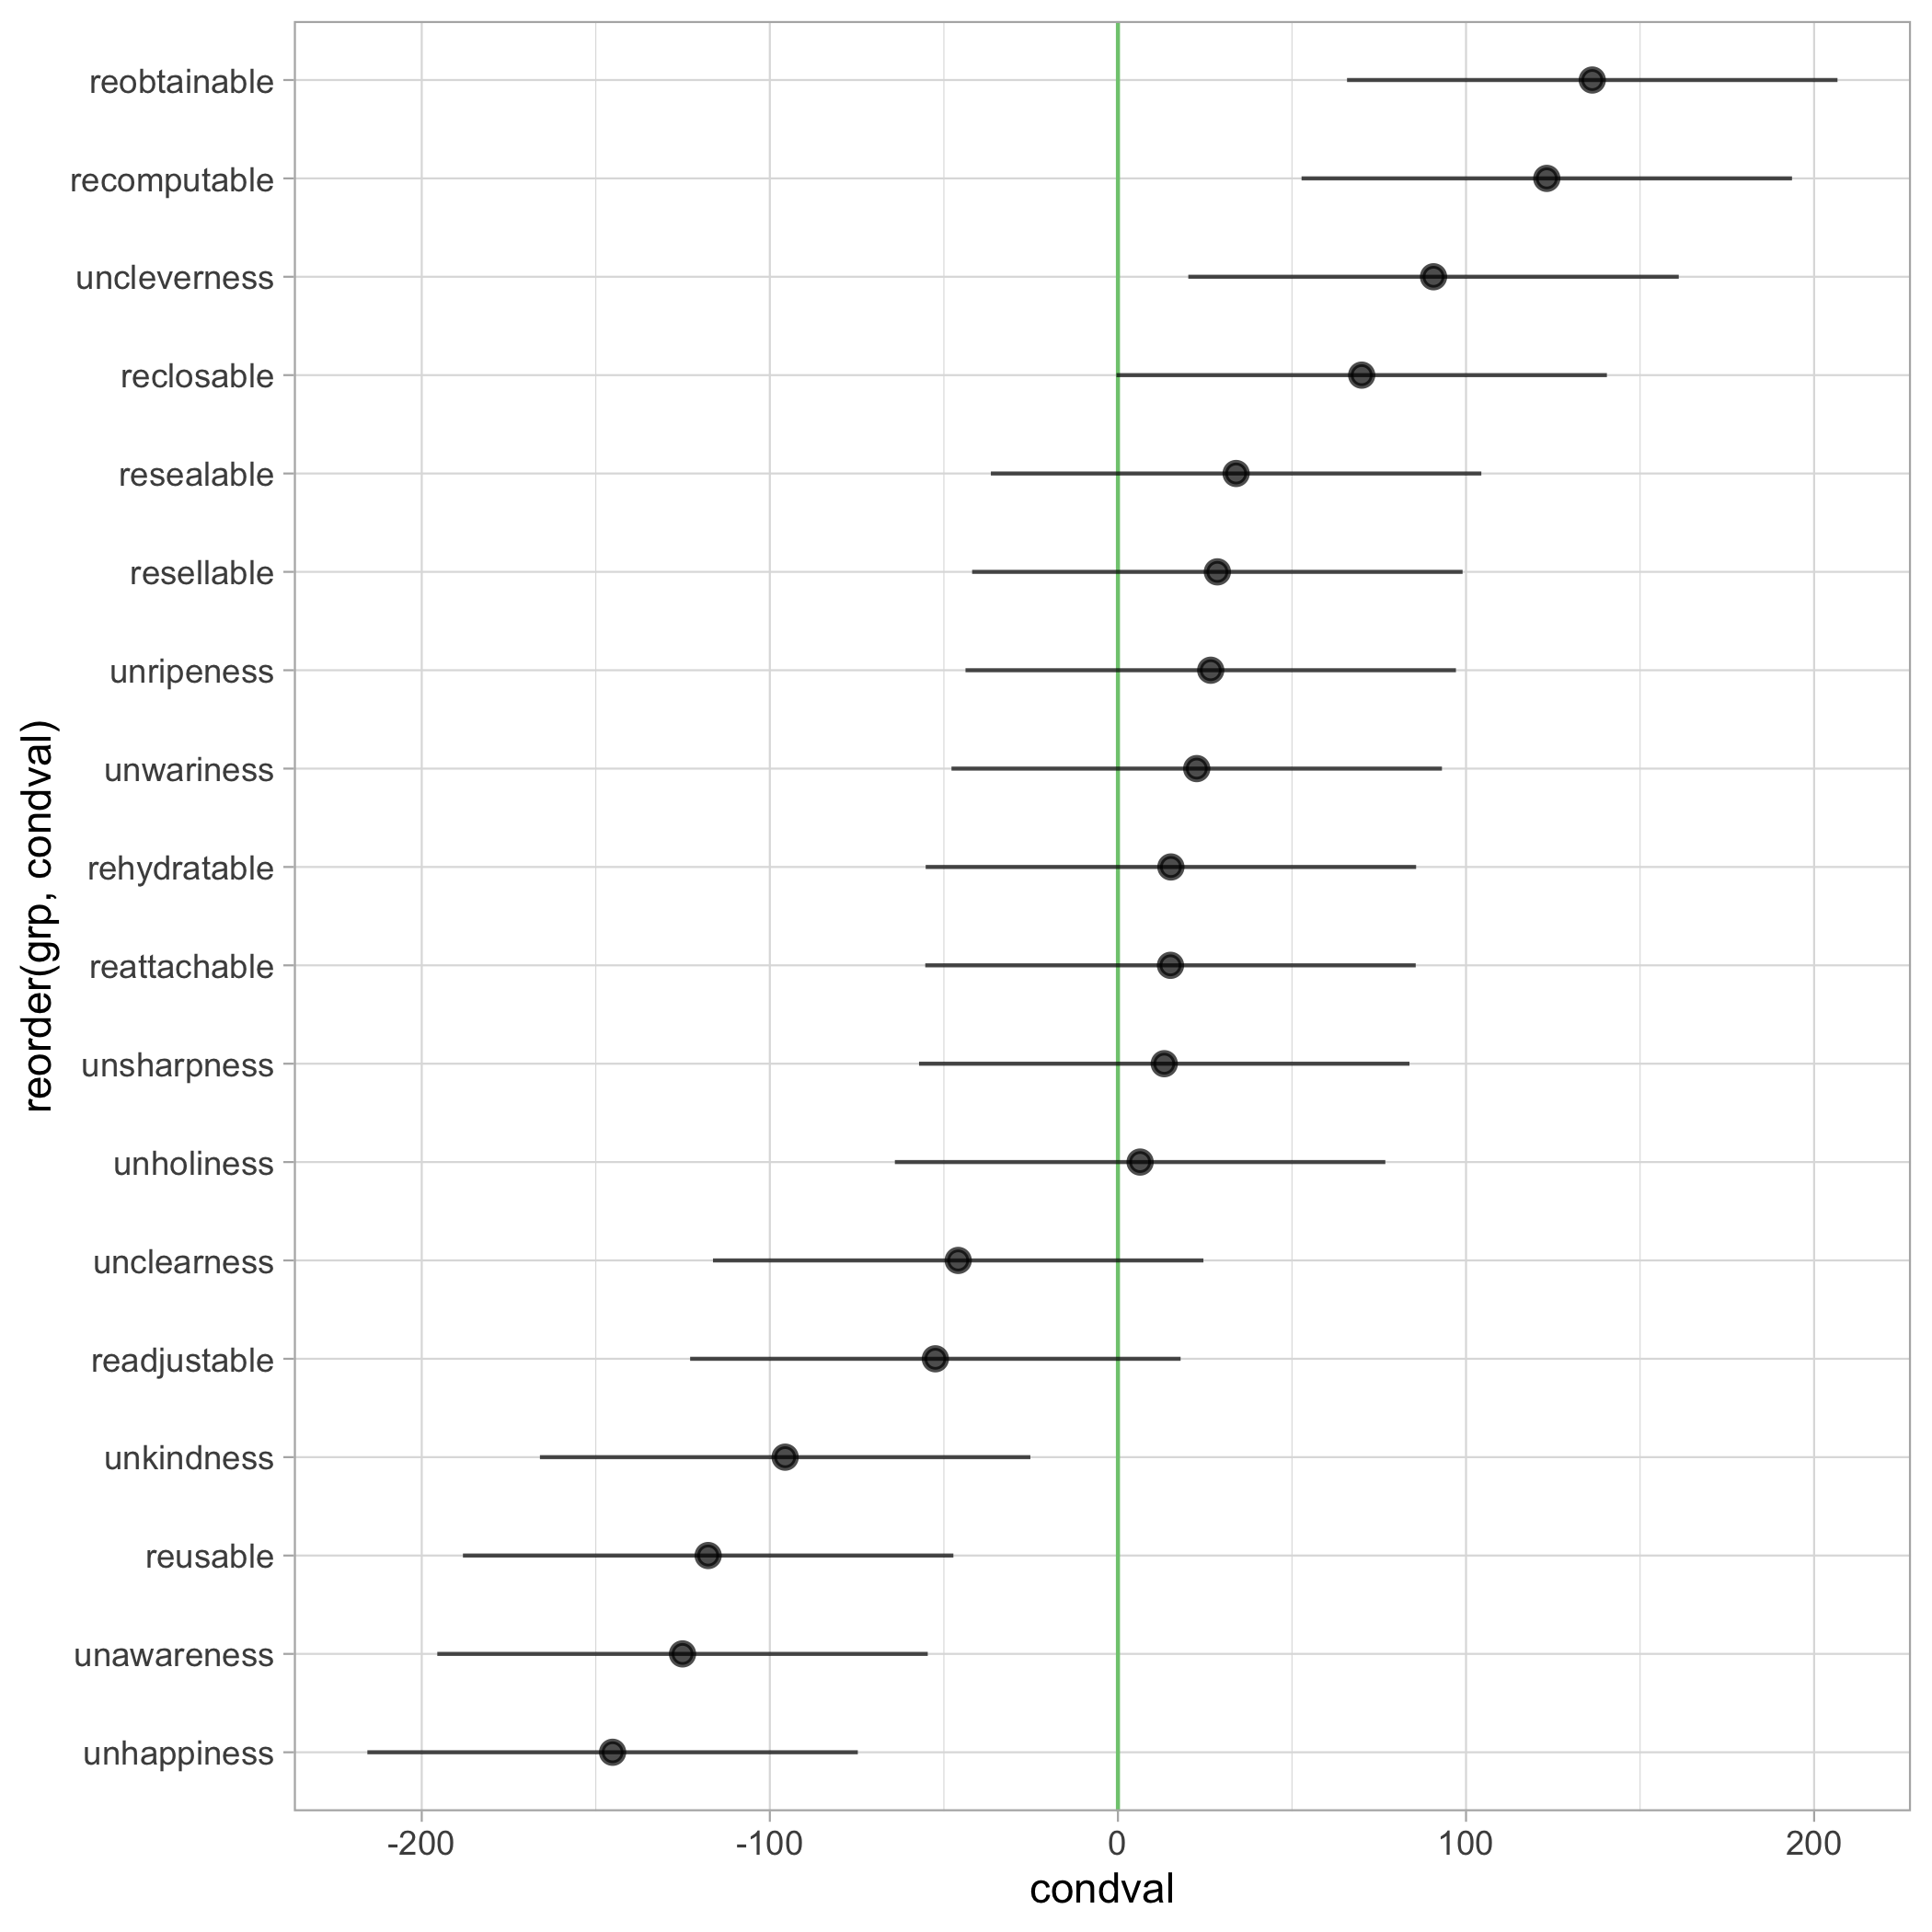 reobtainable
recomputable
uncleverness
reclosable
resealable
resellable
unripeness
unwariness
rehydratable
reattachable
unsharpness
unholiness
unclearness
readjustable
unkindness
reusable
unawareness
unhappiness
reorder(grp, condval)
-200 -100 0 100 200
condval